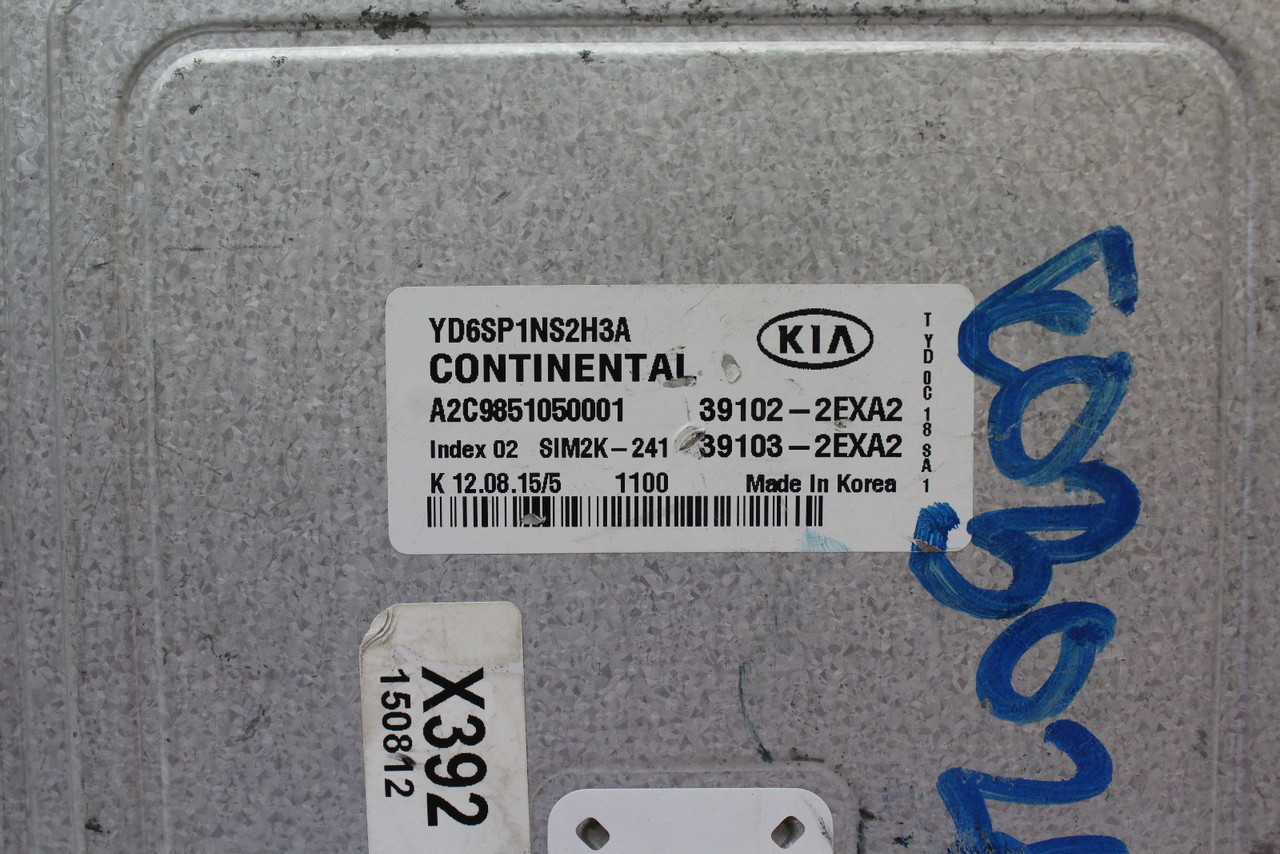 YD6SP1NS2H3A
KIA
CONTINENTAL
A2C9851050001 39102-2EXA2
Index 02 SIM2K-241 39103-2EXA2
K 12.08.15/5 1100 Made In Korea
TYD 0C 18 SA 1
X392
150812